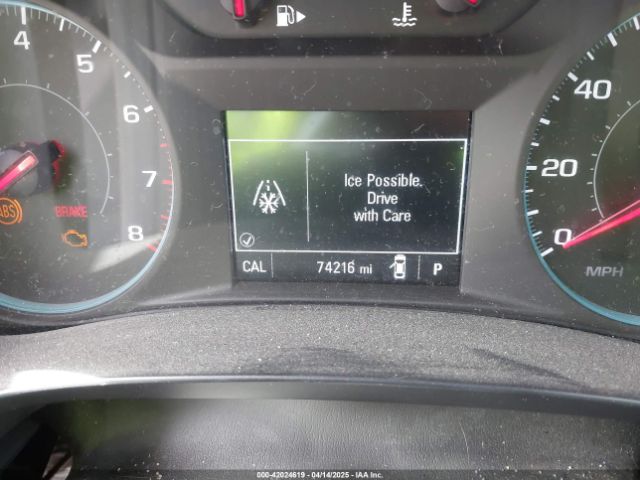 4
5
6
7
8
ABS
BRAKE
Ice Possible.
Drive
with Care
CAL 74216 mi P
40
20
0
MPH
000-42024619 - 04/14/2025 - IAA Inc.